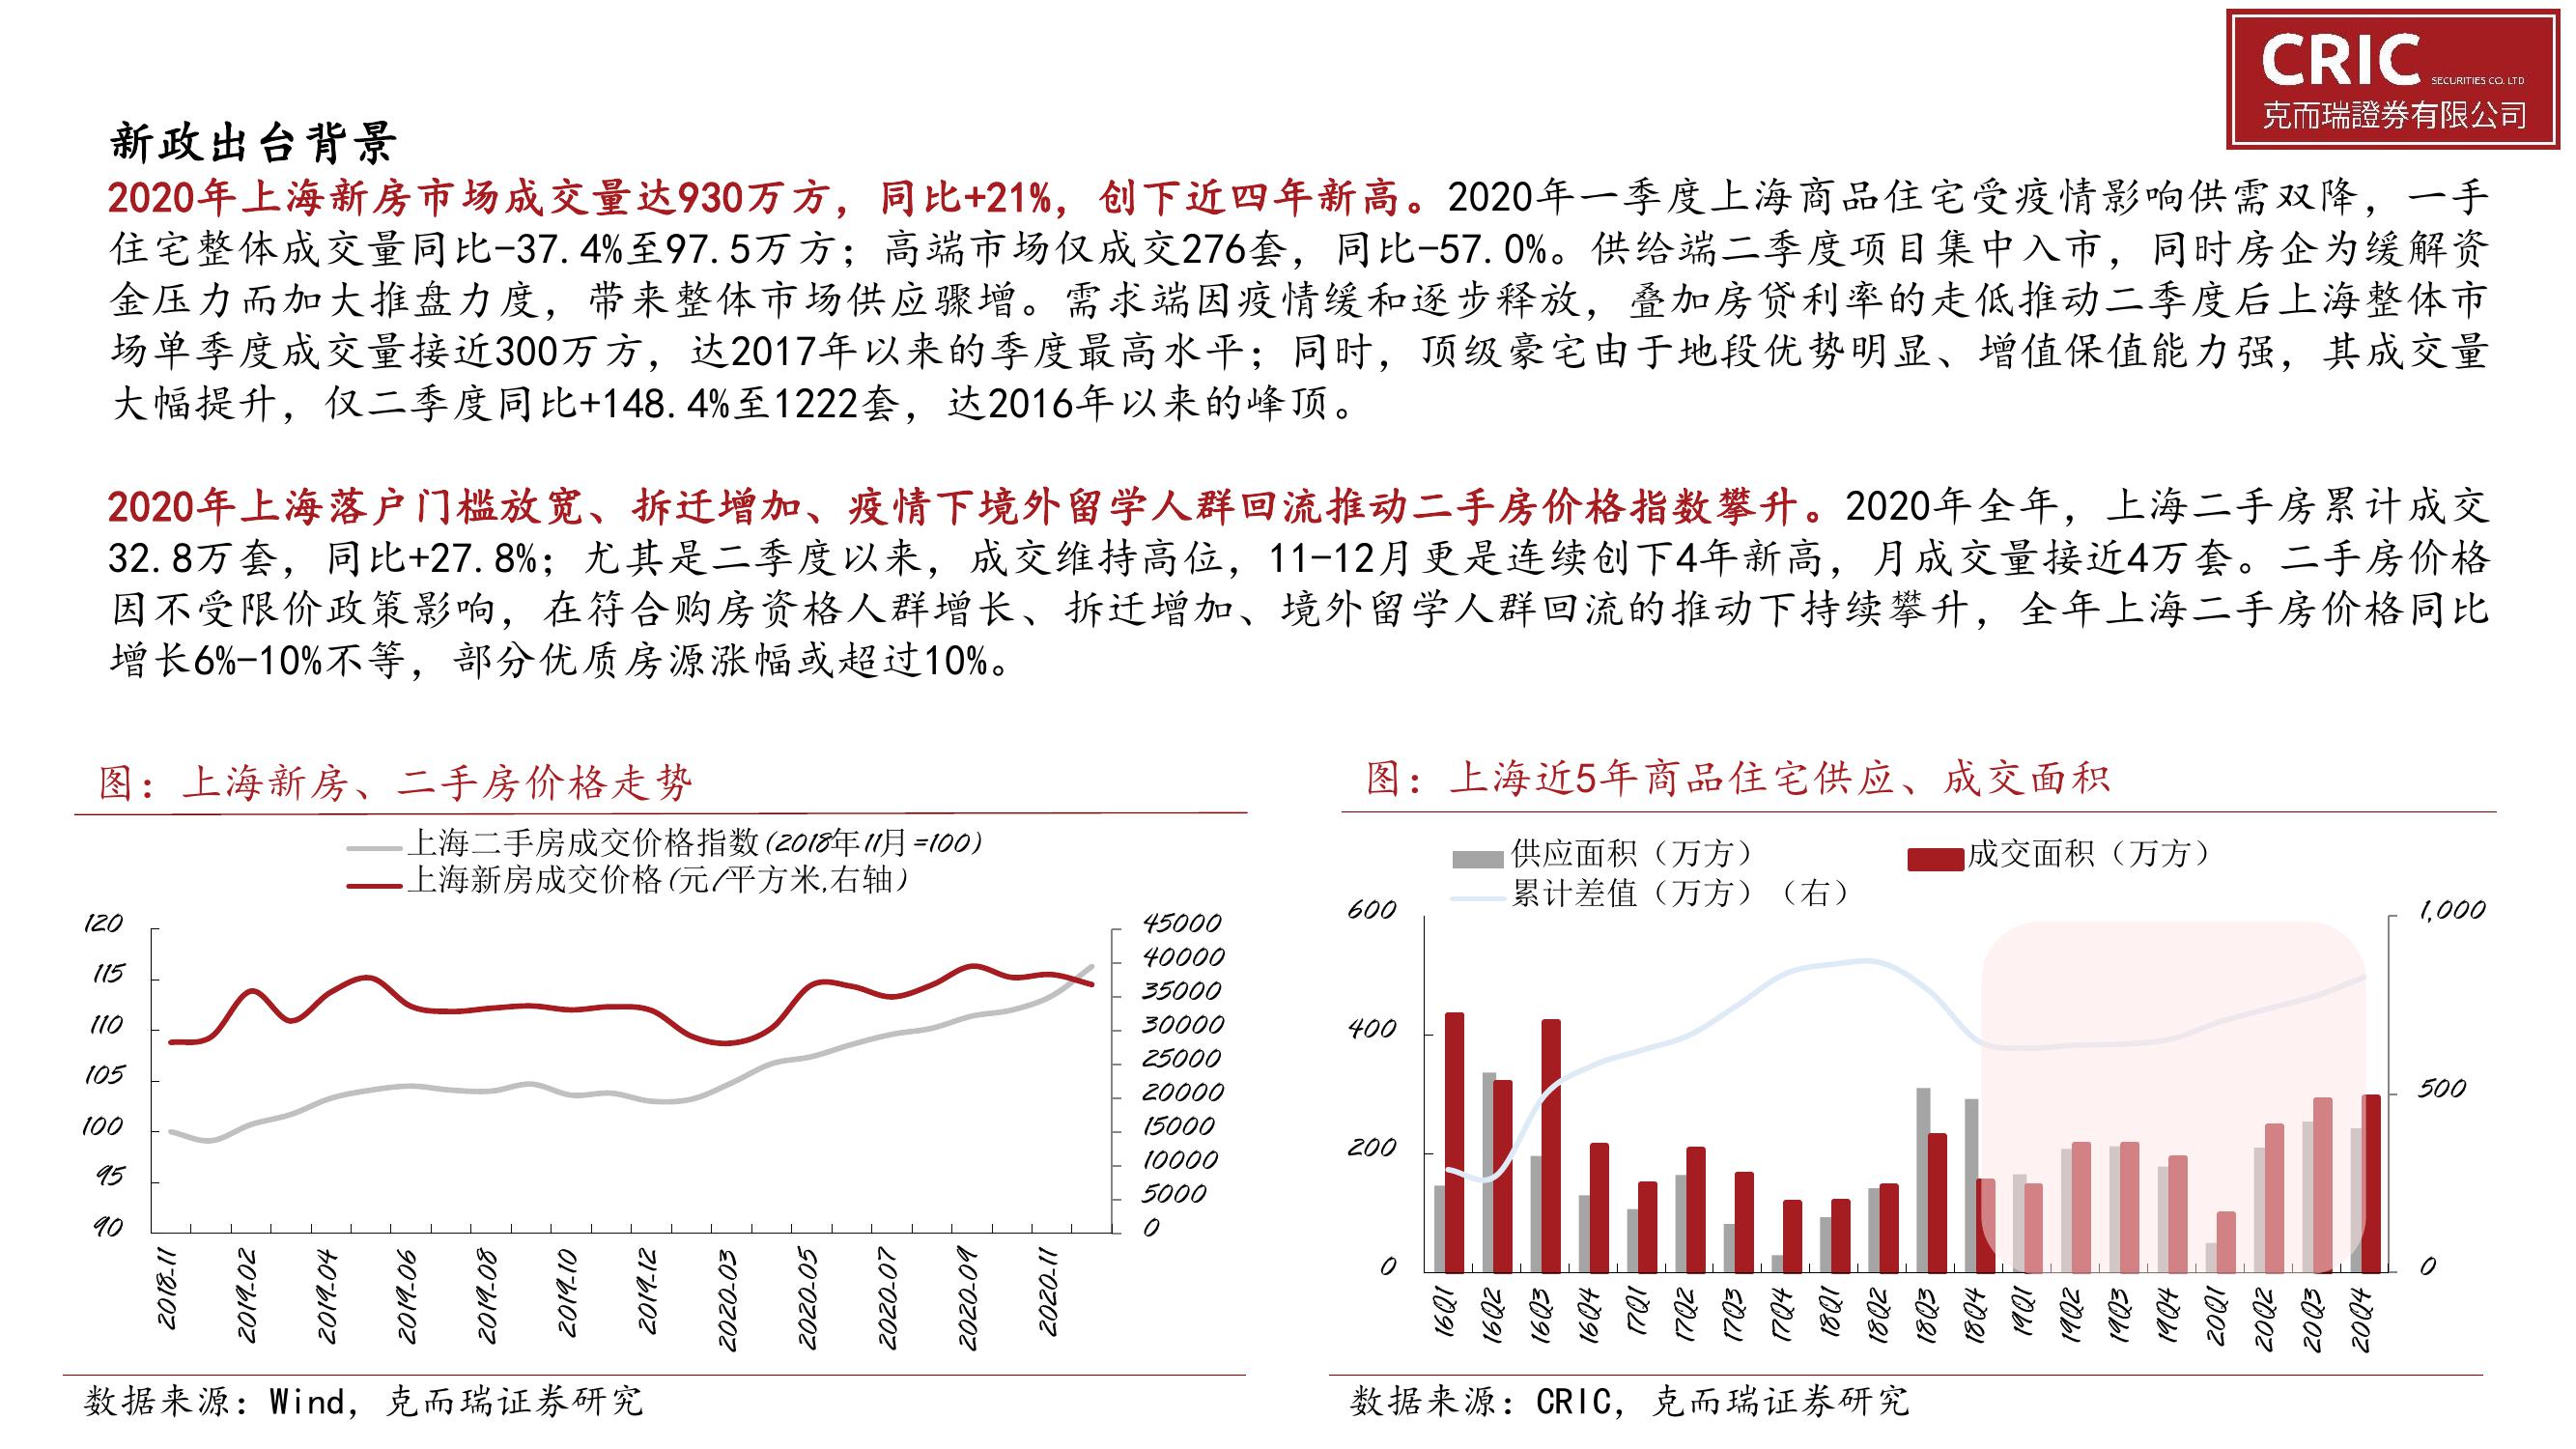 CRIC SECURITIES CO. LTD
克而瑞證券有限公司
新政出台背景
2020年上海新房市场成交量达930万方，同比+21%，创下近四年新高。2020年一季度上海商品住宅受疫情影响供需双降，一手
住宅整体成交量同比-37.4%至97.5万方；高端市场仅成交276套，同比-57.0%。供给端二季度项目集中入市，同时房企为缓解资
金压力而加大推盘力度，带来整体市场供应骤增。需求端因疫情缓和逐步释放，叠加房贷利率的走低推动二季度后上海整体市
场单季度成交量接近300万方，达2017年以来的季度最高水平；同时，顶级豪宅由于地段优势明显、增值保值能力强，其成交量
大幅提升，仅二季度同比+148.4%至1222套，达2016年以来的峰顶。
2020年上海落户门槛放宽、拆迁增加、疫情下境外留学人群回流推动二手房价格指数攀升。2020年全年，上海二手房累计成交
32.8万套，同比+27.8%；尤其是二季度以来，成交维持高位，11-12月更是连续创下4年新高，月成交量接近4万套。二手房价格
因不受限价政策影响，在符合购房资格人群增长、拆迁增加、境外留学人群回流的推动下持续攀升，全年上海二手房价格同比
增长6%-10%不等，部分优质房源涨幅或超过10%。
图：上海新房、二手房价格走势
上海二手房成交价格指数(2018年11月=100)
上海新房成交价格(元/平方米,右轴)
120
115
110
105
100
95
90
45000
40000
35000
30000
25000
20000
15000
10000
5000
0
2018-11
2019-02
2019-04
2019-06
2019-08
2019-10
2019-12
2020-03
2020-05
2020-07
2020-09
2020-11
数据来源：Wind，克而瑞证券研究
图：上海近5年商品住宅供应、成交面积
供应面积（万方）
成交面积（万方）
累计差值（万方）（右）
600
400
200
0
1,000
500
0
16Q1
16Q2
16Q3
16Q4
17Q1
17Q2
17Q3
17Q4
18Q1
18Q2
18Q3
18Q4
19Q1
19Q2
19Q3
19Q4
20Q1
20Q2
20Q3
20Q4
数据来源：CRIC，克而瑞证券研究